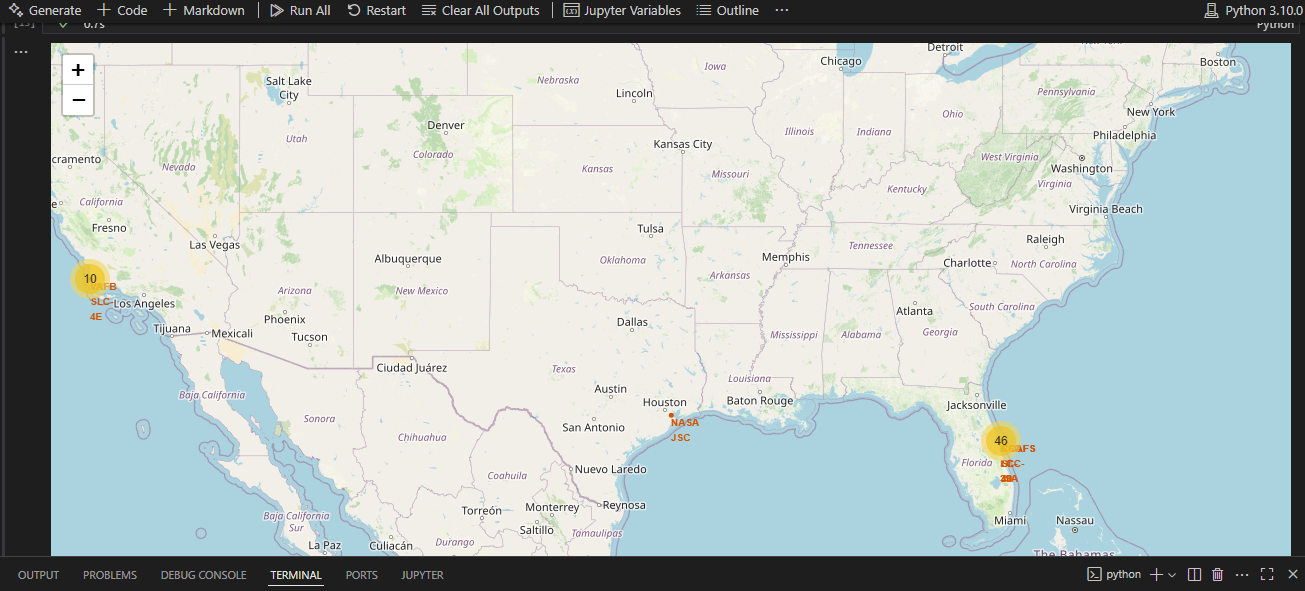 Generate + Code + Markdown Run All Restart Clear All Outputs Jupyter Variables Outline ... Python 3.10.0
0.7s Python
...
+
−
Detroit
Chicago
Boston
Iowa
Salt Lake
City
Nebraska
Lincoln
Pennsylvania
New York
Ohio
Denver
Illinois
Indiana
Philadelphia
Utah
Kansas City
Colorado
West Virginia
Washington
cramento
Nevada
Kansas
Missouri
Virginia
Kentucky
California
Virginia Beach
Fresno
Tulsa
Las Vegas
Raleigh
Tennessee
Albuquerque
Oklahoma
Memphis
Charlotte
North Carolina
Arkansas
10
SLC-
4E
Los Angeles
Arizona
New Mexico
South Carolina
Atlanta
Phoenix
Dallas
Tijuana
Mexicali
Tucson
Mississippi
Alabama
Georgia
Ciudad Juárez
Texas
Louisiana
Austin
Baja California
Houston
Baton Rouge
Jacksonville
Sonora
NASA
JSC
San Antonio
Chihuahua
46
Florida
Nuevo Laredo
Coahuila
Reynosa
Torreón
Monterrey
Baja California
Sur
Saltillo
Tamaulipas
Miami
Nassau
La Paz
Culiacán
Durango
The Bahamas
OUTPUT PROBLEMS DEBUG CONSOLE TERMINAL PORTS JUPYTER python